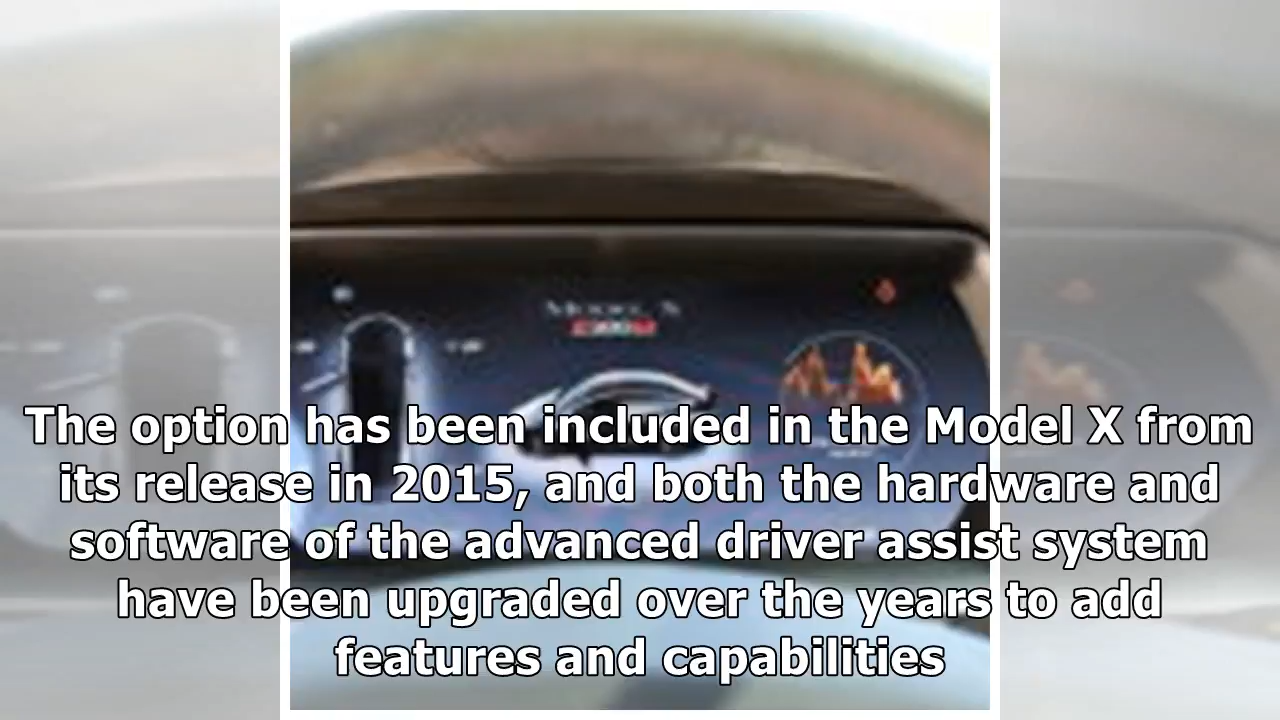 The option has been included in the Model X from
its release in 2015, and both the hardware and
software of the advanced driver assist system
have been upgraded over the years to add
features and capabilities